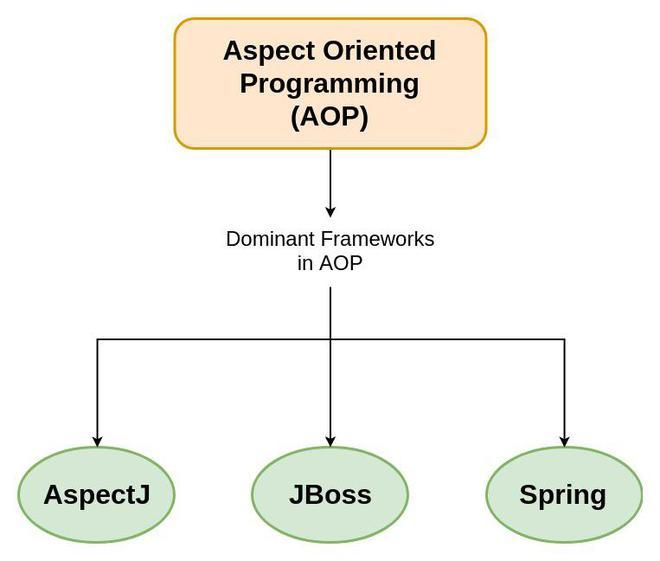 Aspect Oriented
Programming
(AOP)
Dominant Frameworks
in AOP
AspectJ
JBoss
Spring